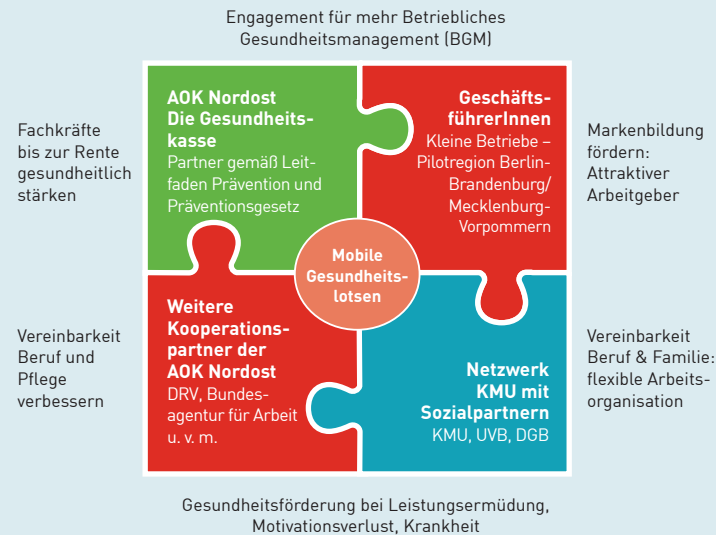 Engagement für mehr Betriebliches
Gesundheitsmanagement (BGM)
Fachkräfte
bis zur Rente
gesundheitlich
stärken
AOK Nordost
Die Gesundheits-
kasse
Partner gemäß Leit-
faden Prävention und
Präventionsgesetz
Geschäfts-
führerInnen
Kleine Betriebe –
Pilotregion Berlin-
Brandenburg/
Mecklenburg-
Vorpommern
Markenbildung
fördern:
Attraktiver
Arbeitgeber
Mobile
Gesundheits-
lotsen
Vereinbarkeit
Beruf und
Pflege
verbessern
Weitere
Kooperations-
partner der
AOK Nordost
DRV, Bundes-
agentur für Arbeit
u. v. m.
Netzwerk
KMU mit
Sozialpartnern
KMU, UVB, DGB
Vereinbarkeit
Beruf & Familie:
flexible Arbeits-
organisation
Gesundheitsförderung bei Leistungsermüdung,
Motivationsverlust, Krankheit